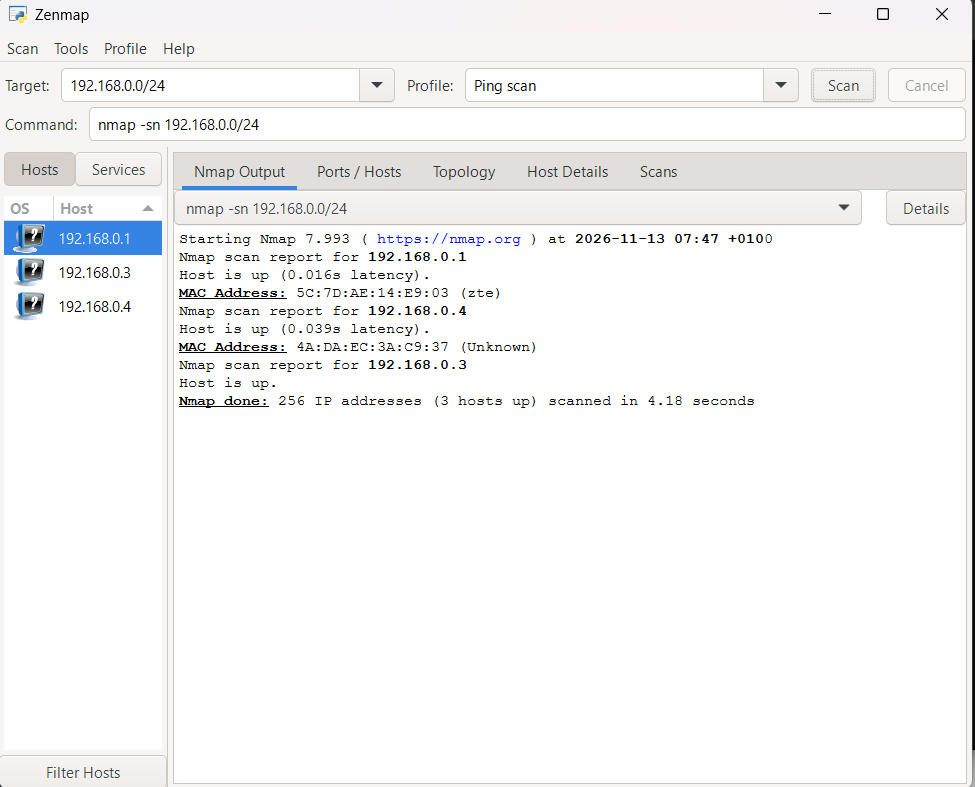 Zenmap
Scan Tools Profile Help
Target: 192.168.0.0/24 Profile: Ping scan Scan Cancel
Command: nmap -sn 192.168.0.0/24
Hosts Services
Nmap Output Ports / Hosts Topology Host Details Scans
OS Host
192.168.0.1
192.168.0.3
192.168.0.4
nmap -sn 192.168.0.0/24 Details
Starting Nmap 7.993 ( https://nmap.org ) at 2026-11-13 07:47 +0100
Nmap scan report for 192.168.0.1
Host is up (0.016s latency).
MAC Address: 5C:7D:AE:14:E9:03 (zte)
Nmap scan report for 192.168.0.4
Host is up (0.039s latency).
MAC Address: 4A:DA:EC:3A:C9:37 (Unknown)
Nmap scan report for 192.168.0.3
Host is up.
Nmap done: 256 IP addresses (3 hosts up) scanned in 4.18 seconds
Filter Hosts